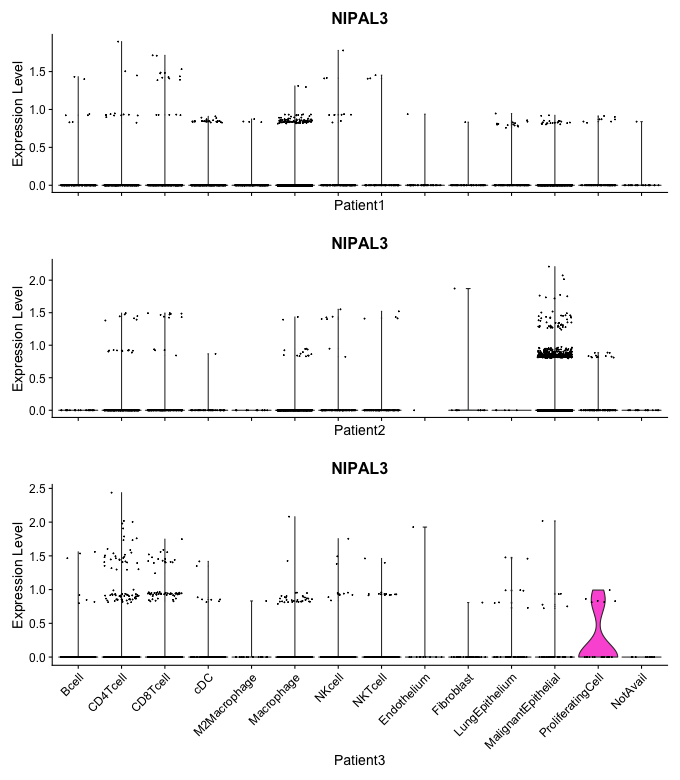 NIPAL3
Expression Level
1.5
1.0
0.5
0.0
Patient1
NIPAL3
Expression Level
2.0
1.5
1.0
0.5
0.0
Patient2
NIPAL3
Expression Level
2.5
2.0
1.5
1.0
0.5
0.0
Bcell
CD4Tcell
CD8Tcell
cDC
M2Macrophage
Macrophage
NKcell
NKTcell
Endothelium
Fibroblast
LungEpithelium
MalignantEpithelial
ProliferatingCell
NotAvail
Patient3